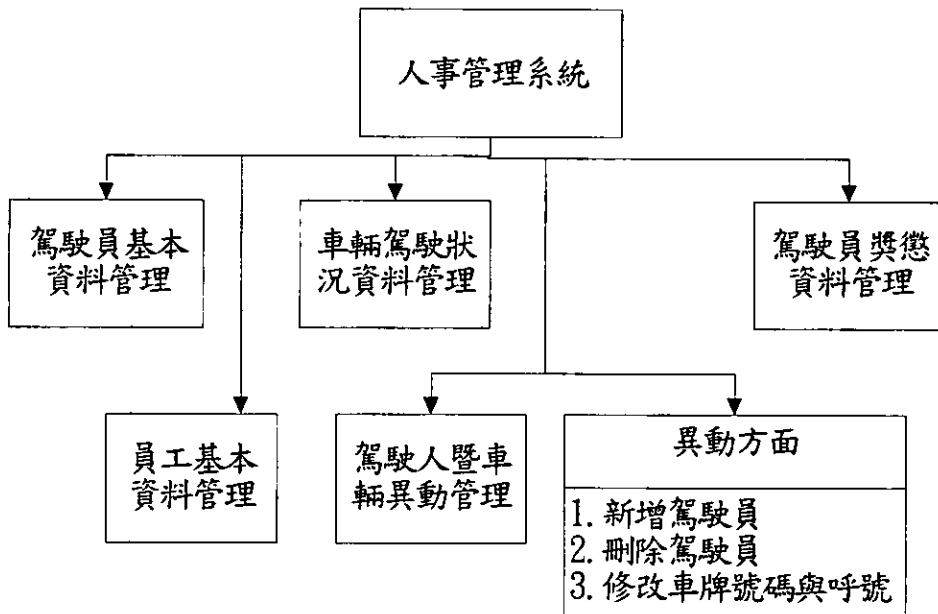 人事管理系統
駕駛員基本
資料管理
車輛駕駛狀
況資料管理
駕駛員獎懲
資料管理
員工基本
資料管理
駕駛人暨車
輛異動管理
異動方面
1. 新增駕駛員
2. 刪除駕駛員
3. 修改車牌號碼與呼號